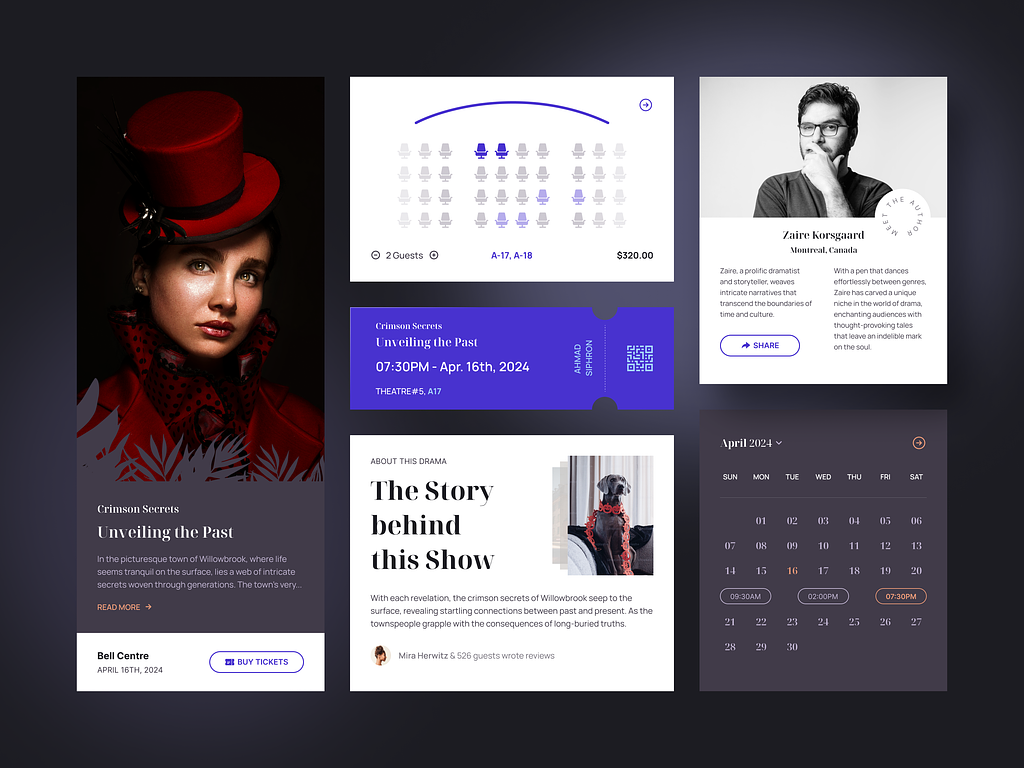 Crimson Secrets
Unveiling the Past
In the picturesque town of Willowbrook, where life
seems tranquil on the surface, lies a web of intricate
secrets woven through generations. The town's very...
READ MORE
Bell Centre
APRIL 16TH, 2024
BUY TICKETS
2 Guests
A-17, A-18
$320.00
Crimson Secrets
Unveiling the Past
07:30PM - Apr. 16th, 2024
THEATRE#5, A17
AHMAD
SIPHRON
ABOUT THIS DRAMA
The Story
behind
this Show
With each revelation, the crimson secrets of Willowbrook seep to the
surface, revealing startling connections between past and present. As the
townspeople grapple with the consequences of long-buried truths.
Mira Herwitz & 526 guests wrote reviews
MEET THE AUTHOR
Zaire Korsgaard
Montreal, Canada
Zaire, a prolific dramatist
and storyteller, weaves
intricate narratives that
transcend the boundaries of
time and culture.
SHARE
With a pen that dances
effortlessly between genres,
Zaire has carved a unique
niche in the world of drama,
enchanting audiences with
thought-provoking tales
that leave an indelible mark
on the soul.
April 2024
SUN MON TUE WED THU FRI SAT
01 02 03 04 05 06
07 08 09 10 11 12 13
14 15 16 17 18 19 20
09:30AM 02:00PM 07:30PM
21 22 23 24 25 26 27
28 29 30